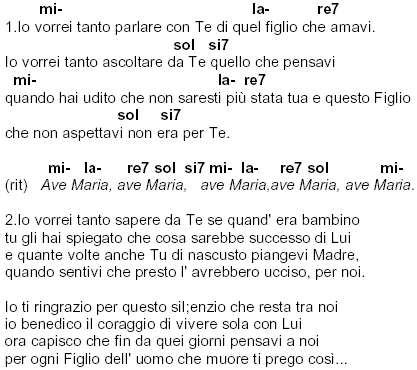 mi- la- re7
1.Io vorrei tanto parlare con Te di quel figlio che amavi.
sol si7
Io vorrei tanto ascoltare da Te quello che pensavi
mi- la- re7
quando hai udito che non saresti più stata tua e questo Figlio
sol si7
che non aspettavi non era per Te.
mi- la- re7 sol si7 mi- la- re7 sol mi-
(rit) Ave Maria, ave Maria, ave Maria,ave Maria, ave Maria.
2.Io vorrei tanto sapere da Te se quand' era bambino
tu gli hai spiegato che cosa sarebbe successo di Lui
e quante volte anche Tu di nascusto piangevi Madre,
quando sentivi che presto l' avrebbero ucciso, per noi.
Io ti ringrazio per questo sil;enzio che resta tra noi
io benedico il coraggio di vivere sola con Lui
ora capisco che fin da quei giorni pensavi a noi
per ogni Figlio dell' uomo che muore ti prego così...